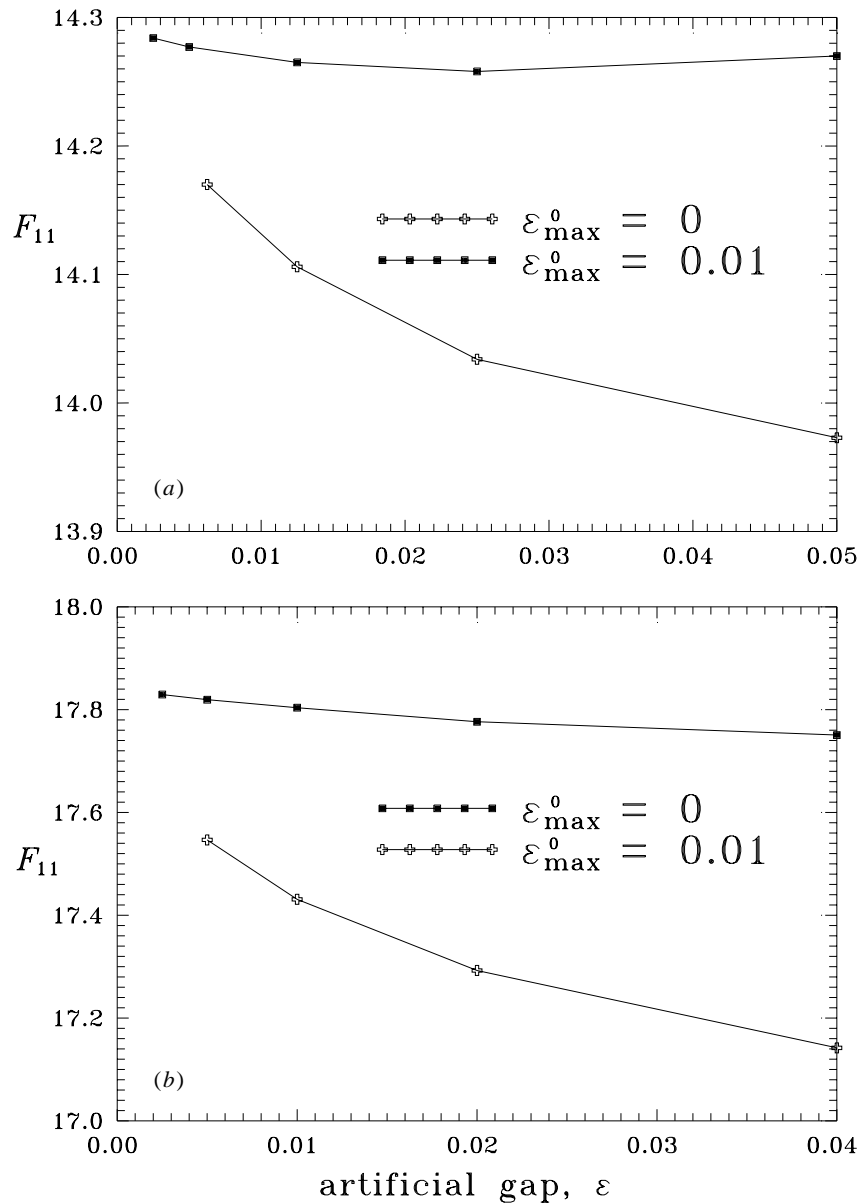 14.3
14.2
F11
ε⁰max = 0
ε⁰max = 0.01
14.1
14.0
(a)
13.9
0.00 0.01 0.02 0.03 0.04 0.05
18.0
17.8
ε⁰max = 0
17.6
F11
ε⁰max = 0.01
17.4
17.2
(b)
17.0
0.00 0.01 0.02 0.03 0.04
artificial gap, ε